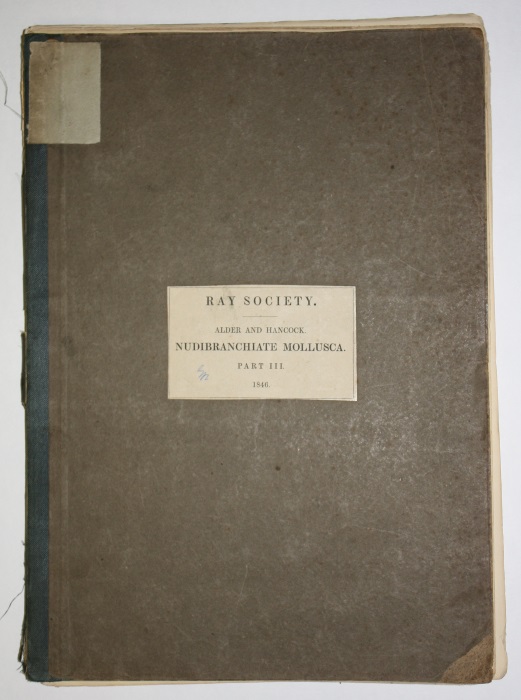 RAY SOCIETY.
ALDER AND HANCOCK.
NUDIBRANCHIATE MOLLUSCA.
PART III.
1846.